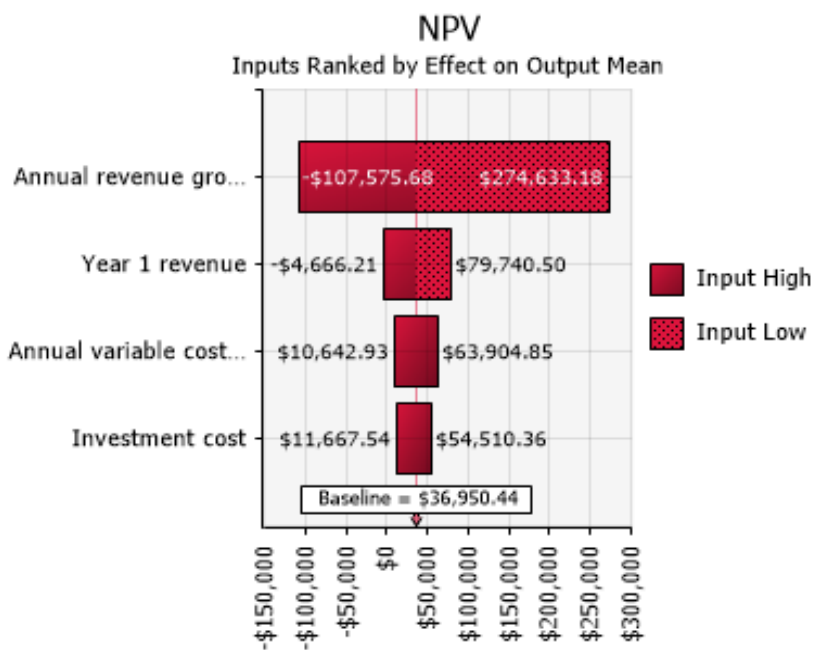 NPV
Inputs Ranked by Effect on Output Mean
Annual revenue gro... -$107,575.68 $274,633.18
Year 1 revenue -$4,666.21 $79,740.50
Annual variable cost... $10,642.93 $63,904.85
Investment cost $11,667.54 $54,510.36
Baseline = $36,950.44
-$150,000
-$100,000
-$50,000
$0
$50,000
$100,000
$150,000
$200,000
$250,000
$300,000
Input High
Input Low